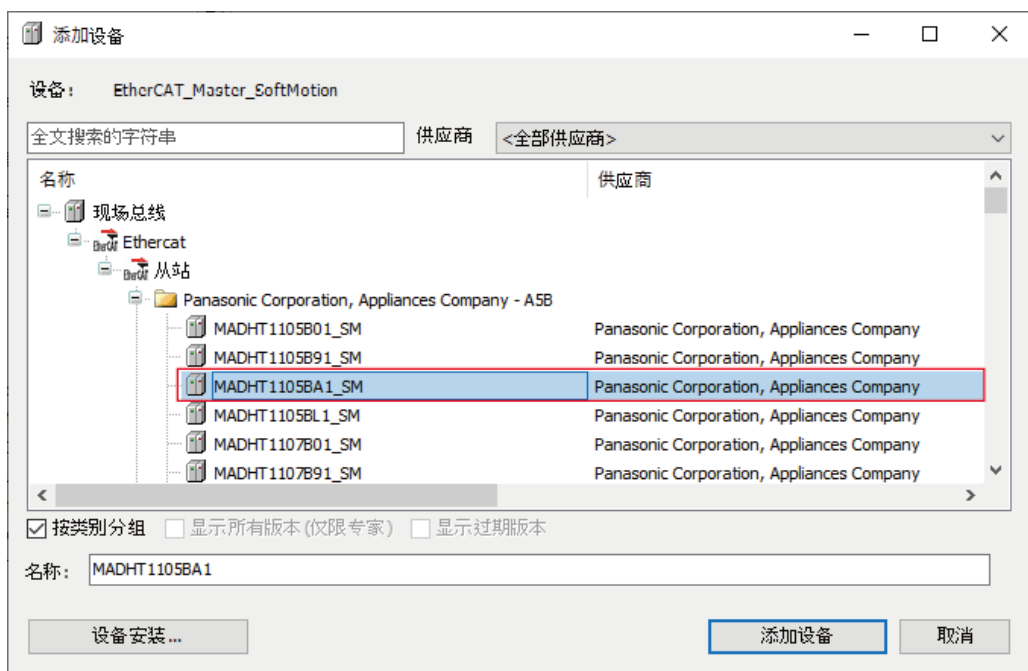 添加设备
设备: EtherCAT_Master_SoftMotion
全文搜索的字符串 供应商 <全部供应商>
名称 供应商
现场总线
EtherCAT Ethercat
EtherCAT 从站
Panasonic Corporation, Appliances Company - A5B
MADHT1105B01_SM Panasonic Corporation, Appliances Company
MADHT1105B91_SM Panasonic Corporation, Appliances Company
MADHT1105BA1_SM Panasonic Corporation, Appliances Company
MADHT1105BL1_SM Panasonic Corporation, Appliances Company
MADHT1107B01_SM Panasonic Corporation, Appliances Company
MADHT1107B91_SM Panasonic Corporation, Appliances Company
按类别分组 显示所有版本(仅限专家) 显示过期版本
名称: MADHT1105BA1
设备安装... 添加设备 取消